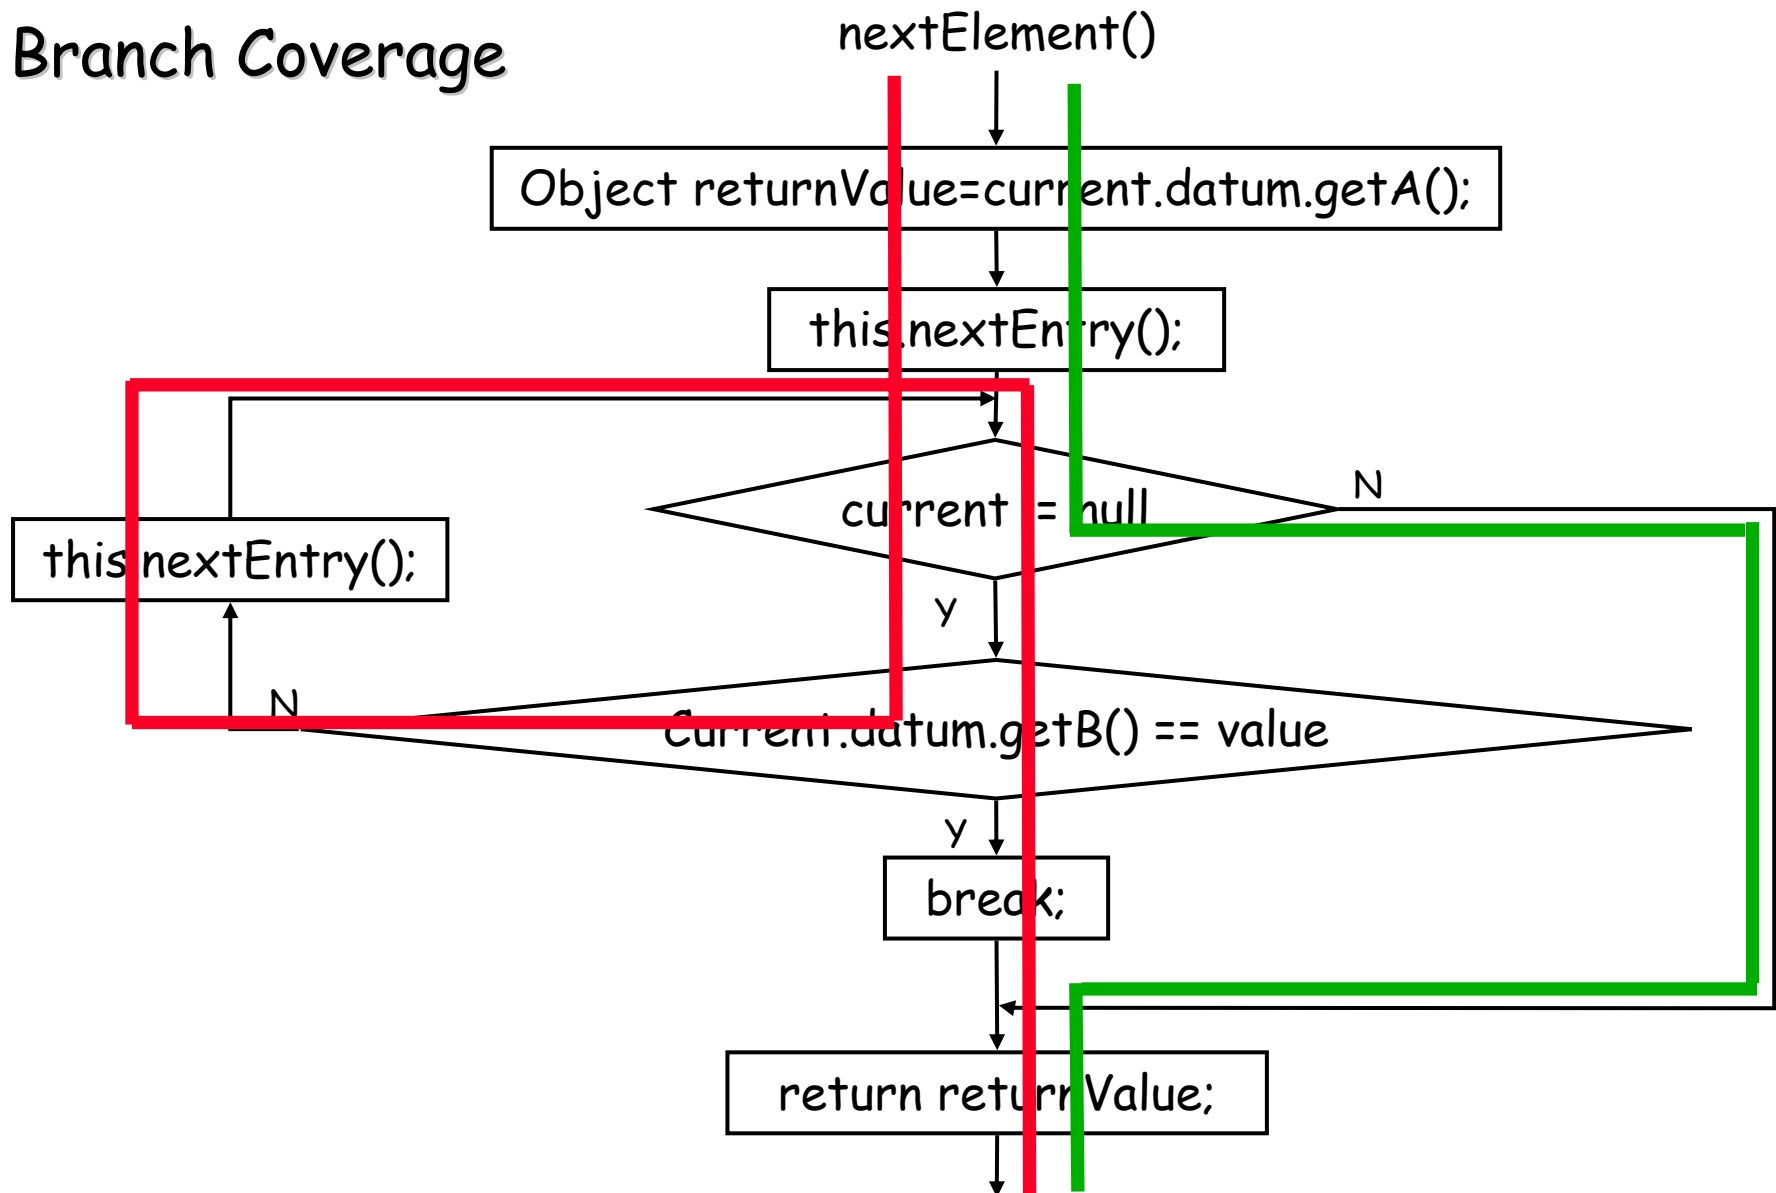 Branch Coverage
nextElement()
Object returnValue=current.datum.getA();
this.nextEntry();
current = null
N
this.nextEntry();
Y
N
Current.datum.getB() == value
Y
break;
return returnValue;